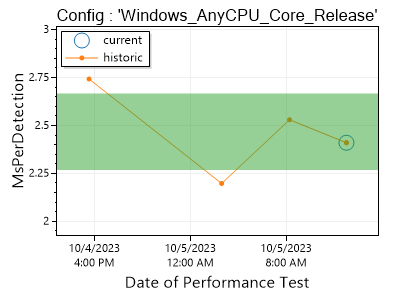 Config : 'Windows_AnyCPU_Core_Release'
current
historic
3
2.75
2.5
2.25
2
MsPerDetection
10/4/2023
4:00 PM
10/5/2023
12:00 AM
10/5/2023
8:00 AM
Date of Performance Test